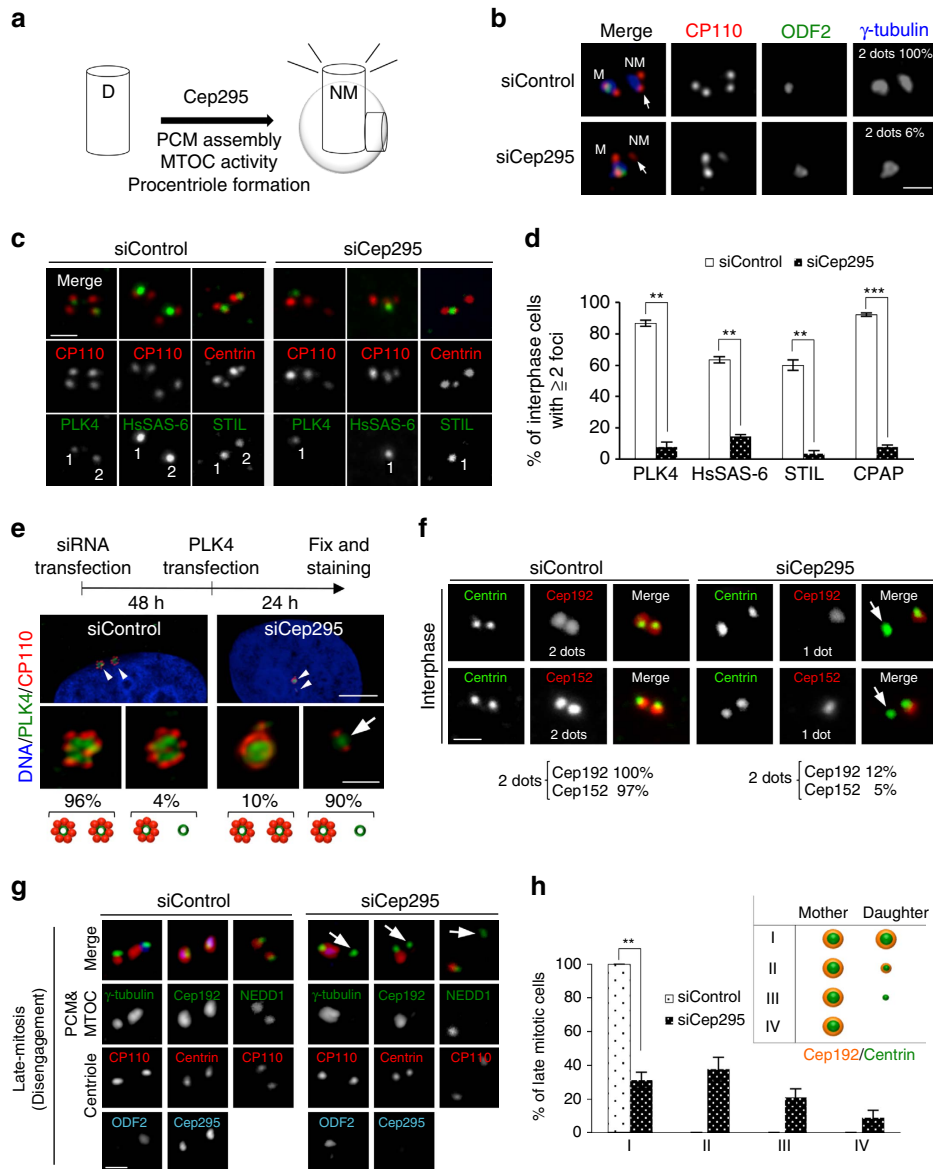 a
D
Cep295
PCM assembly
MTOC activity
Procentriole formation
NM
b
Merge CP110 ODF2 γ-tubulin
siControl
M NM
2 dots 100%
siCep295
M NM
2 dots 6%
c
siControl siCep295
Merge
CP110 CP110 Centrin CP110 CP110 Centrin
PLK4 HsSAS-6 STIL PLK4 HsSAS-6 STIL
1 2 1 2 1 2 1 1 1
d
siControl siCep295
% of interphase cells
with ≧ 2 foci
100
80
60
40
20
0
** ** ** ***
PLK4 HsSAS-6 STIL CPAP
e
siRNA
transfection
PLK4
transfection
Fix and
staining
48 h 24 h
DNA/PLK4/CP110
siControl siCep295
96% 4% 10% 90%
f
siControl siCep295
Interphase
Centrin Cep192 Merge Centrin Cep192 Merge
2 dots 1 dot
Centrin Cep152 Merge Centrin Cep152 Merge
2 dots 1 dot
2 dots Cep192 100%
Cep152 97%
2 dots Cep192 12%
Cep152 5%
g
siControl siCep295
Late-mitosis
(Disengagement)
Merge
PCM&
MTOC
γ-tubulin Cep192 NEDD1 γ-tubulin Cep192 NEDD1
Centriole
CP110 Centrin CP110 CP110 Centrin CP110
ODF2 Cep295 ODF2 Cep295
h
Mother Daughter
I
II
III
IV
Cep192/Centrin
% of late mitotic cells
100
80
60
40
20
0
**
siControl
siCep295
I II III IV